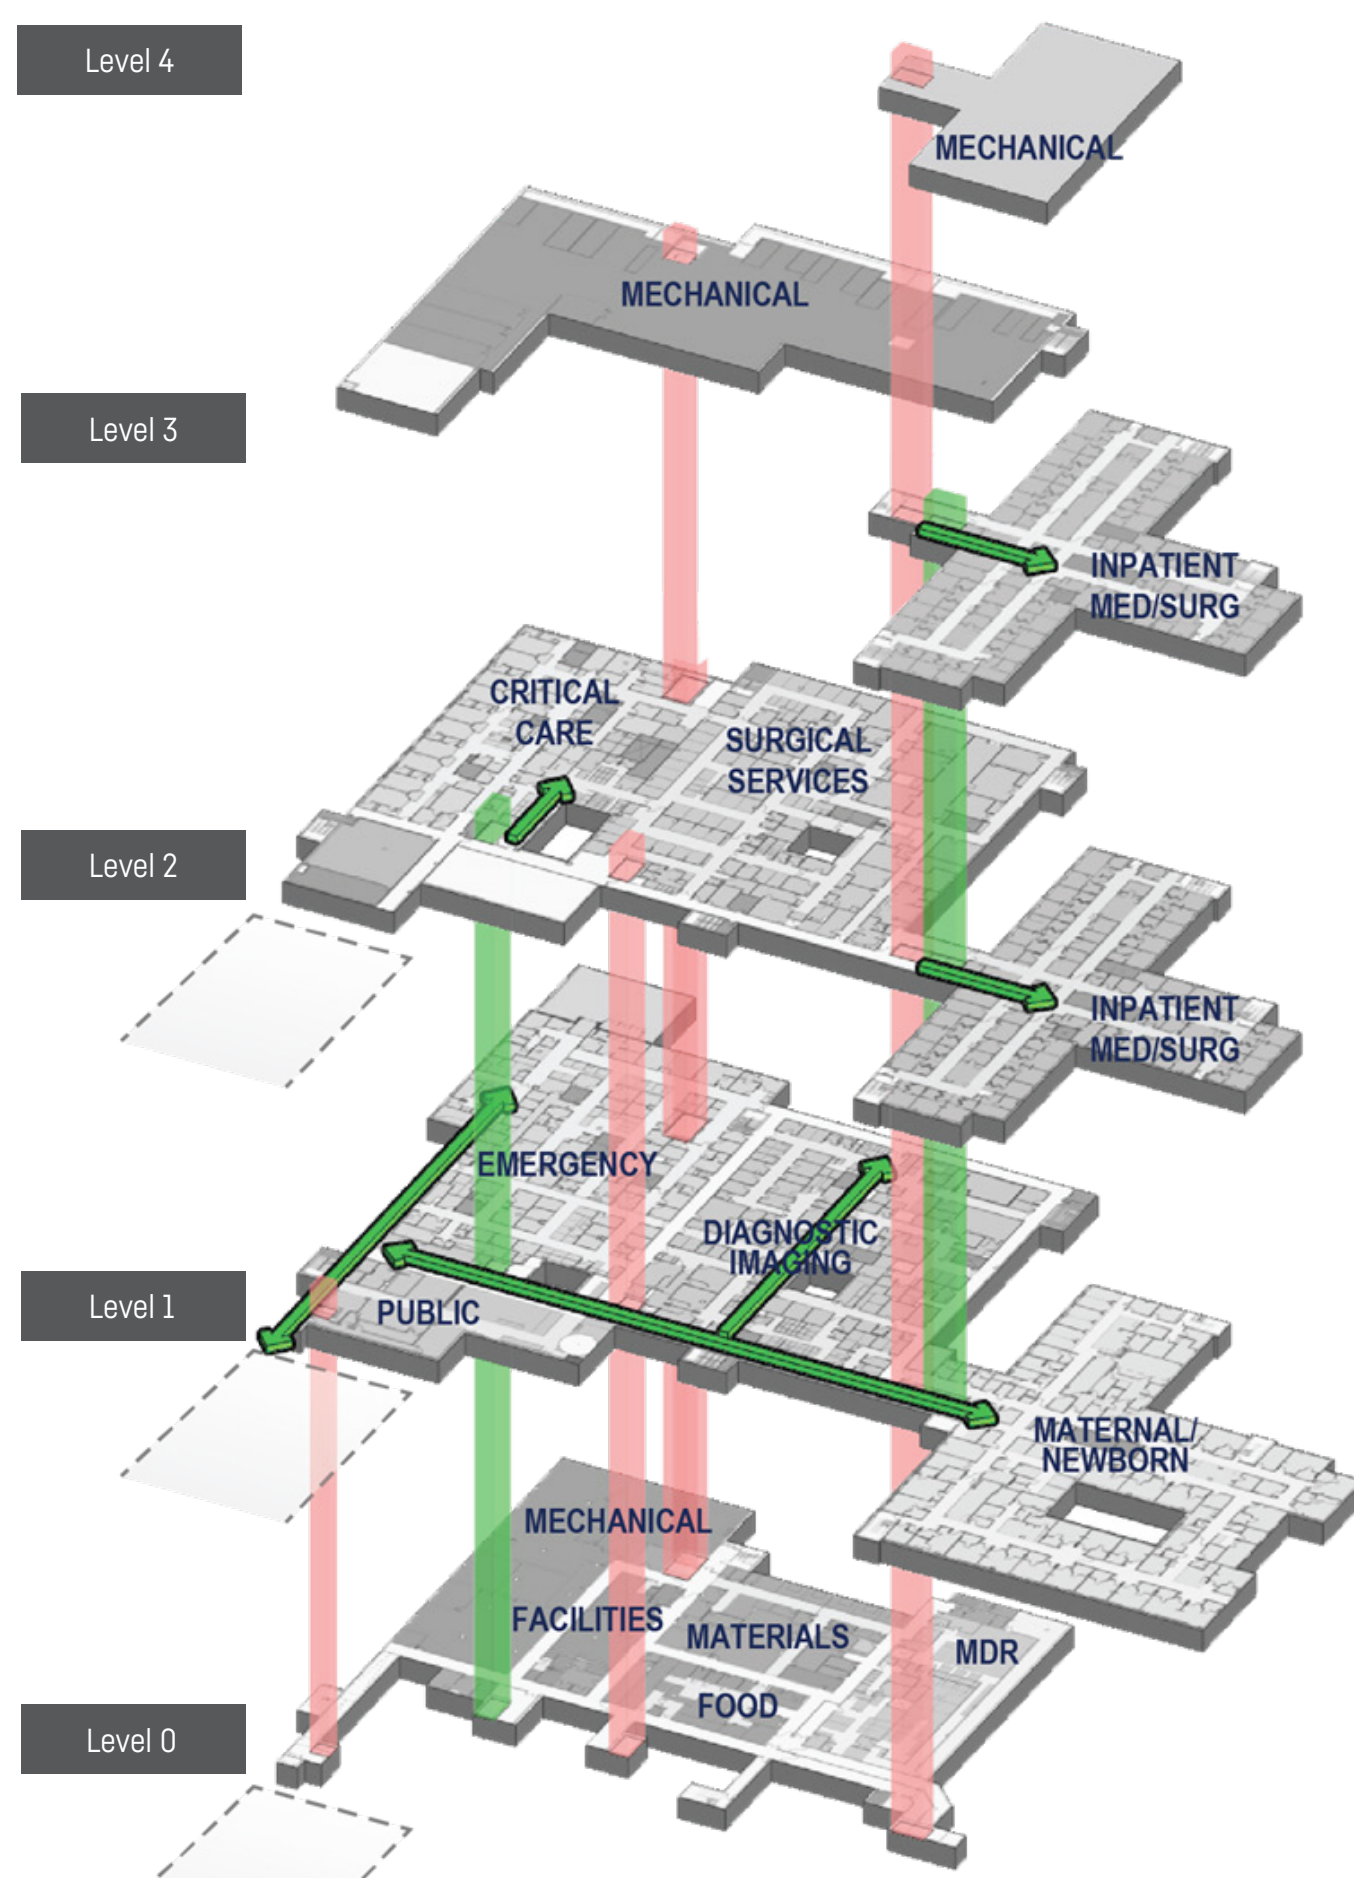 Level 4
MECHANICAL
MECHANICAL
Level 3
INPATIENT
MED/SURG
CRITICAL
CARE
SURGICAL
SERVICES
Level 2
INPATIENT
MED/SURG
EMERGENCY
DIAGNOSTIC
IMAGING
Level 1
PUBLIC
MATERNAL/
NEWBORN
MECHANICAL
FACILITIES
MATERIALS
MDR
FOOD
Level 0